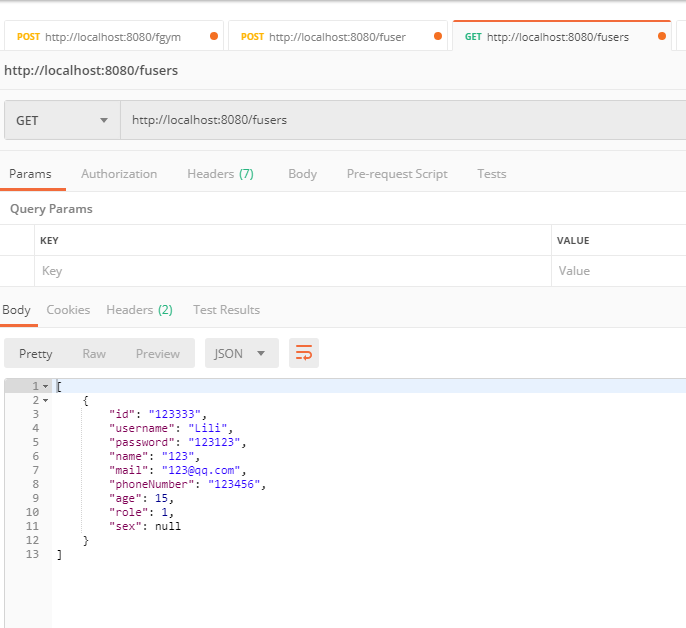 POST http://localhost:8080/fgym POST http://localhost:8080/fuser GET http://localhost:8080/fusers
http://localhost:8080/fusers
GET http://localhost:8080/fusers
Params Authorization Headers (7) Body Pre-request Script Tests
Query Params
KEY VALUE
Key Value
Body Cookies Headers (2) Test Results
Pretty Raw Preview JSON
1 [
2 {
3 "id": "123333",
4 "username": "Lili",
5 "password": "123123",
6 "name": "123",
7 "mail": "123@qq.com",
8 "phoneNumber": "123456",
9 "age": 15,
10 "role": 1,
11 "sex": null
12 }
13 ]